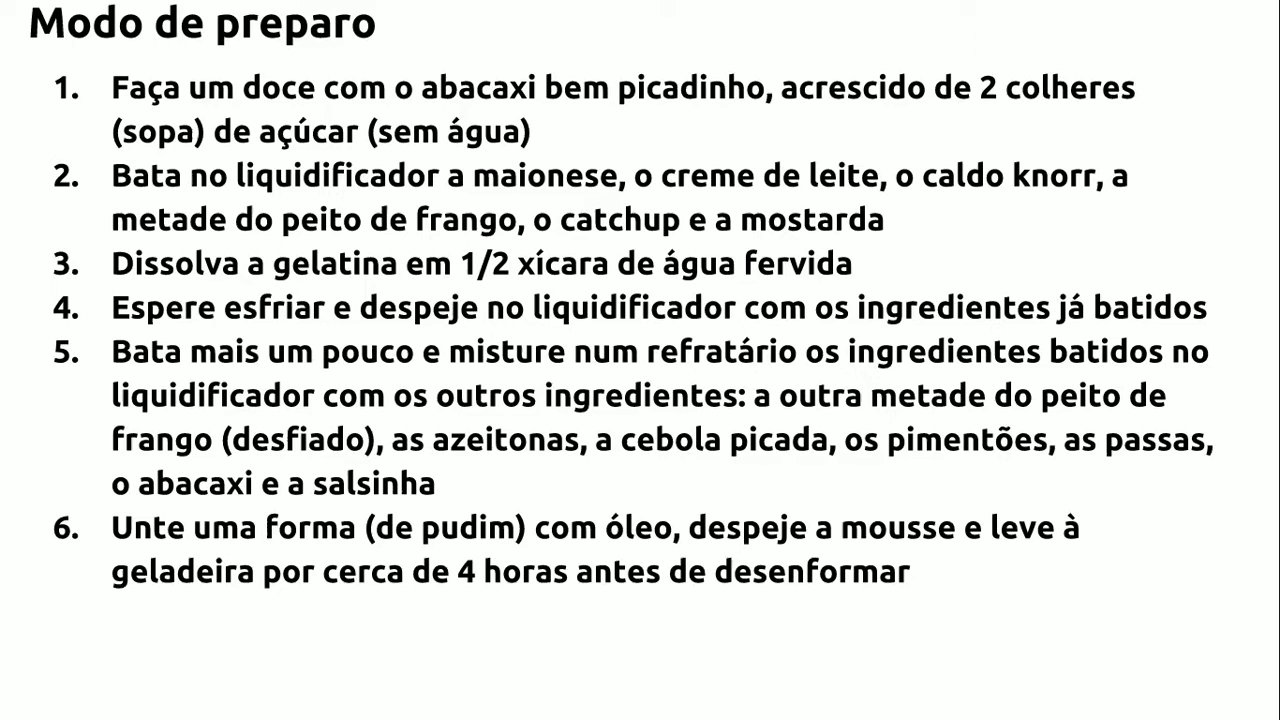 Modo de preparo
1. Faça um doce com o abacaxi bem picadinho, acrescido de 2 colheres
(sopa) de açúcar (sem água)
2. Bata no liquidificador a maionese, o creme de leite, o caldo knorr, a
metade do peito de frango, o catchup e a mostarda
3. Dissolva a gelatina em 1/2 xícara de água fervida
4. Espere esfriar e despeje no liquidificador com os ingredientes já batidos
5. Bata mais um pouco e misture num refratário os ingredientes batidos no
liquidificador com os outros ingredientes: a outra metade do peito de
frango (desfiado), as azeitonas, a cebola picada, os pimentões, as passas,
o abacaxi e a salsinha
6. Unte uma forma (de pudim) com óleo, despeje a mousse e leve à
geladeira por cerca de 4 horas antes de desenformar